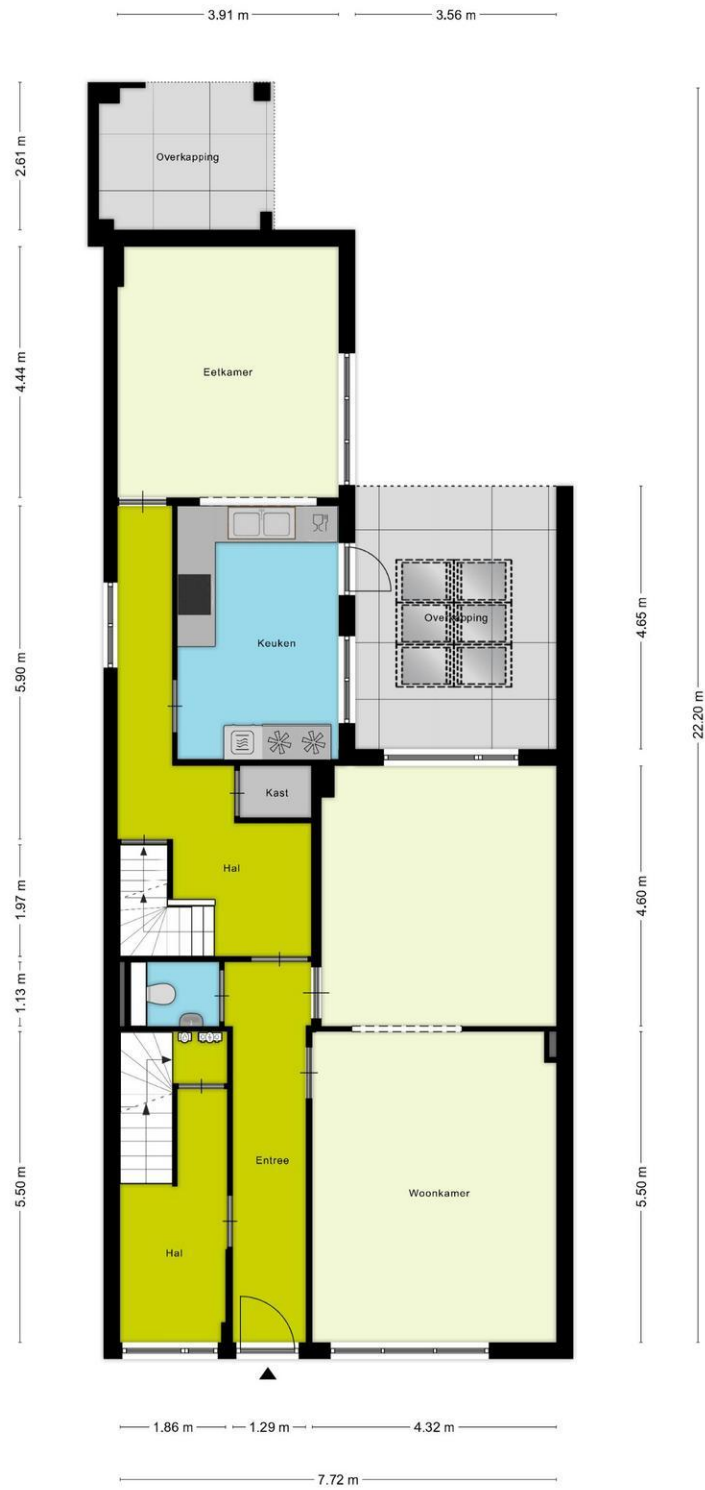 3.91 m
3.56 m
2.61 m
Overkapping
4.44 m
Eetkamer
5.90 m
Keuken
Overkapping
4.65 m
22.20 m
Kast
Hal
1.97 m
4.60 m
1.13 m
5.50 m
Entree
Woonkamer
5.50 m
Hal
1.86 m
1.29 m
4.32 m
7.72 m